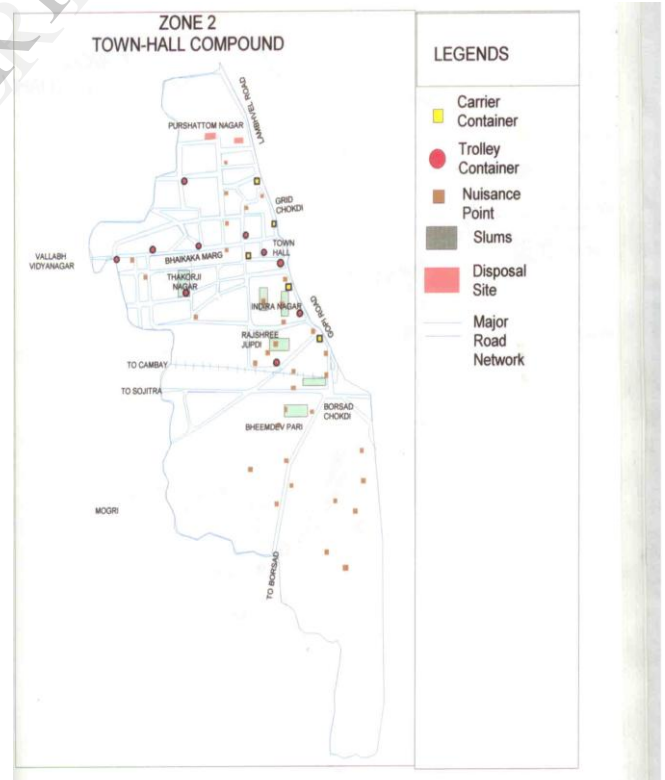 ZONE 2
TOWN-HALL COMPOUND
LEGENDS
Carrier
Container
Trolley
Container
Nuisance
Point
Slums
Disposal
Site
Major
Road
Network
LAMBHVEL ROAD
PURSHATTOM NAGAR
GRID
CHOKDI
TOWN
HALL
BHAIKAKA MARG
VALLABH
VIDYANAGAR
THAKORJI
NAGAR
INDIRA NAGAR
GOPI ROAD
RAJSHREE
JUPDI
TO CAMBAY
TO SOJITRA
BORSAD
CHOKDI
BHEEMDEV PARI
MOGRI
TO BORSAD